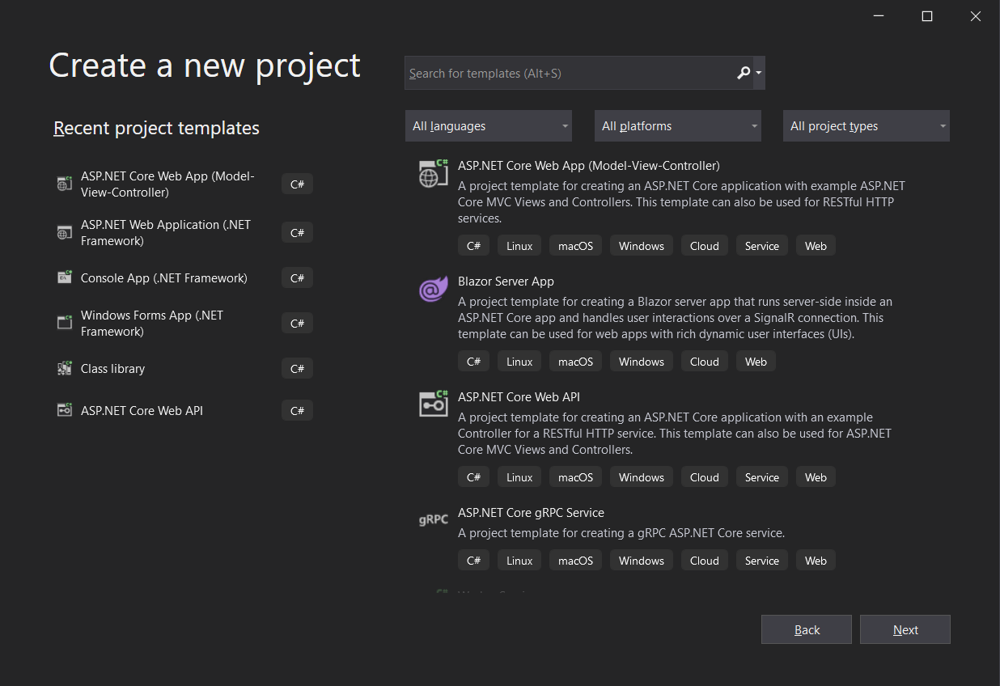 Create a new project
Search for templates (Alt+S)
Recent project templates
All languages
All platforms
All project types
ASP.NET Core Web App (Model-
View-Controller)
C#
ASP.NET Web Application (.NET
Framework)
C#
Console App (.NET Framework)
C#
Windows Forms App (.NET
Framework)
C#
Class library
C#
ASP.NET Core Web API
C#
C#
ASP.NET Core Web App (Model-View-Controller)
A project template for creating an ASP.NET Core application with example ASP.NET
Core MVC Views and Controllers. This template can also be used for RESTful HTTP
services.
C# Linux macOS Windows Cloud Service Web
Blazor Server App
A project template for creating a Blazor server app that runs server-side inside an
ASP.NET Core app and handles user interactions over a SignalR connection. This
template can be used for web apps with rich dynamic user interfaces (UIs).
C# Linux macOS Windows Cloud Web
C#
ASP.NET Core Web API
A project template for creating an ASP.NET Core application with an example
Controller for a RESTful HTTP service. This template can also be used for ASP.NET
Core MVC Views and Controllers.
C# Linux macOS Windows Cloud Service Web
gRPC
ASP.NET Core gRPC Service
A project template for creating a gRPC ASP.NET Core service.
C# Linux macOS Windows Cloud Service Web
Back
Next